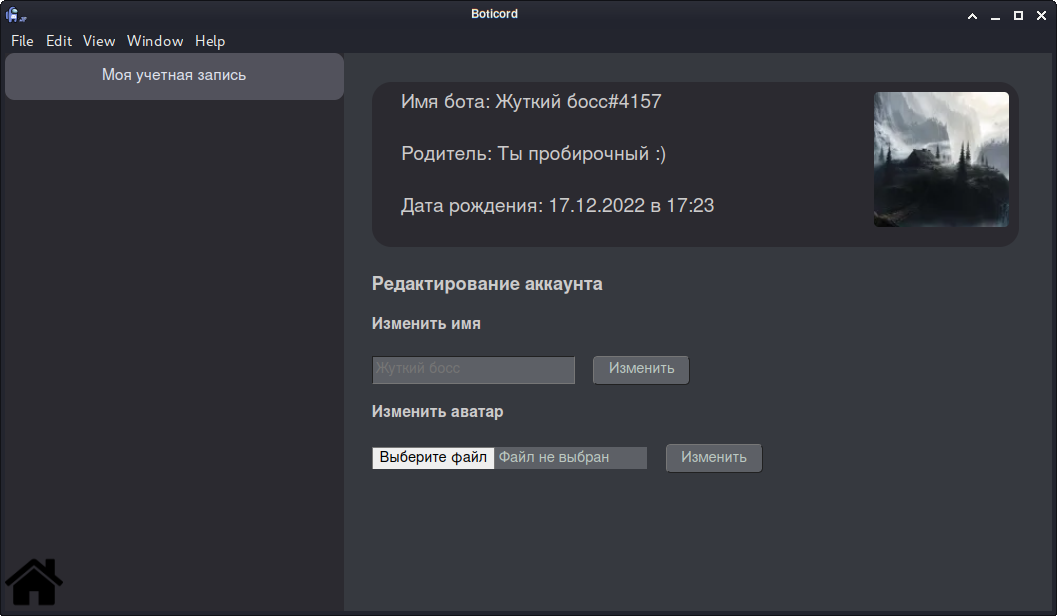 Boticord
File Edit View Window Help
Моя учетная запись
Имя бота: Жуткий босс#4157
Родитель: Ты пробирочный :)
Дата рождения: 17.12.2022 в 17:23
Редактирование аккаунта
Изменить имя
Жуткий босс Изменить
Изменить аватар
Выберите файл Файл не выбран Изменить